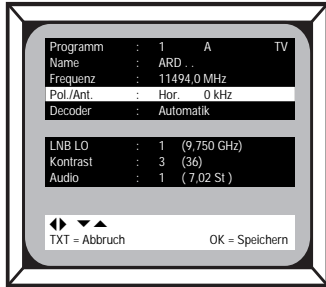 Programm : 1 A TV
Name : ARD . .
Frequenz : 11494,0 MHz
Pol./Ant. : Hor. 0 kHz
Decoder : Automatik
LNB LO : 1 (9,750 GHz)
Kontrast : 3 (36)
Audio : 1 ( 7,02 St )
TXT = Abbruch OK = Speichern